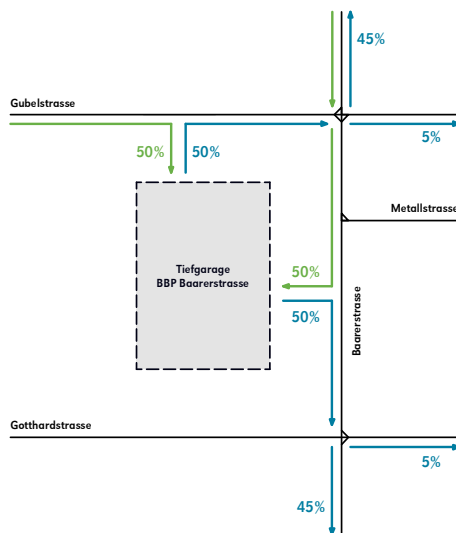 45%
Gubelstrasse
5%
50%
50%
Metallstrasse
Tiefgarage
BBP Baarerstrasse
50%
50%
Baarerstrasse
Gotthardstrasse
5%
45%